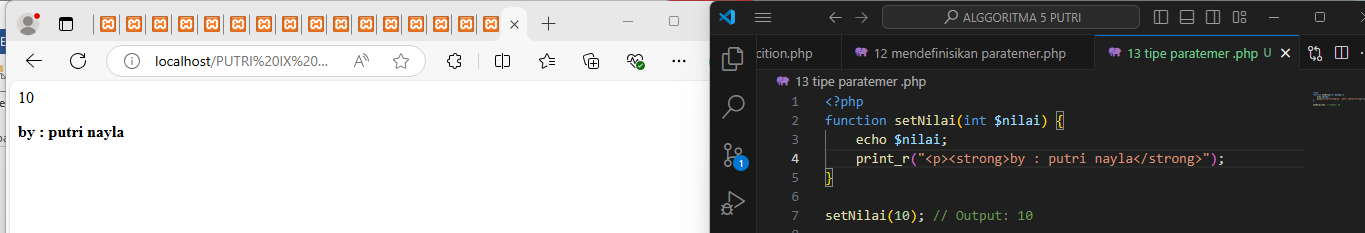 localhost/PUTRI%20IX%20...
10
by : putri nayla
ALGGORITMA 5 PUTRI
cition.php
12 mendefinisikan paratemer.php
13 tipe paratemer .php U
13 tipe paratemer .php
1 <?php
2 function setNilai(int $nilai) {
3 echo $nilai;
4 print_r("<p><strong>by : putri nayla</strong>");
5 }
6
7 setNilai(10); // Output: 10
1